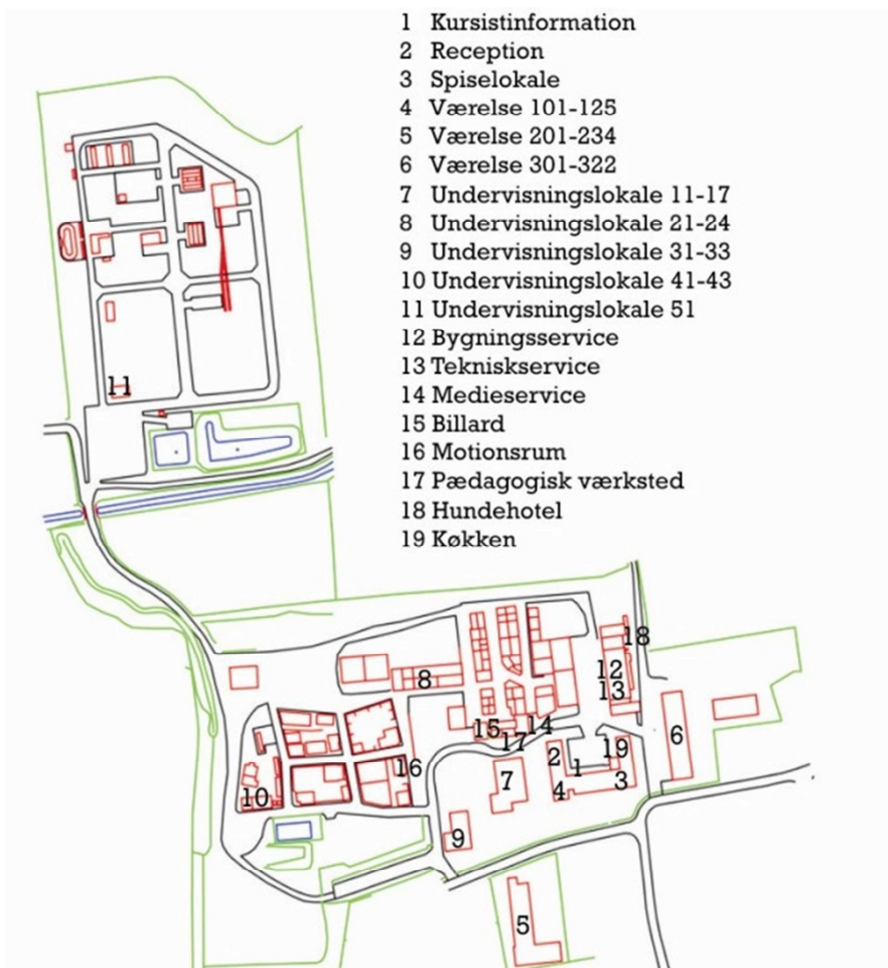 1 Kursistinformation
2 Reception
3 Spiselokale
4 Værelse 101-125
5 Værelse 201-234
6 Værelse 301-322
7 Undervisningslokale 11-17
8 Undervisningslokale 21-24
9 Undervisningslokale 31-33
10 Undervisningslokale 41-43
11 Undervisningslokale 51
12 Bygningsservice
13 Tekniskservice
14 Medieservice
15 Billard
16 Motionsrum
17 Pædagogisk værksted
18 Hundehotel
19 Køkken
11
18
12
8
13
15
14
17
6
2
19
16
1
7
3
4
10
9
5